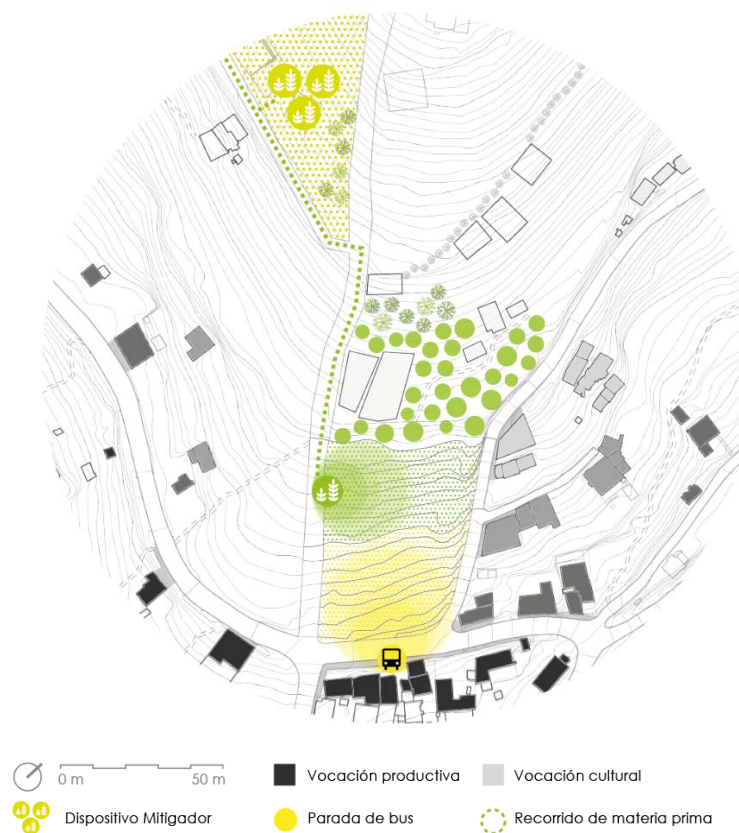 0 m 50 m
Vocación productiva
Vocación cultural
Dispositivo Mitigador
Parada de bus
Recorrido de materia prima